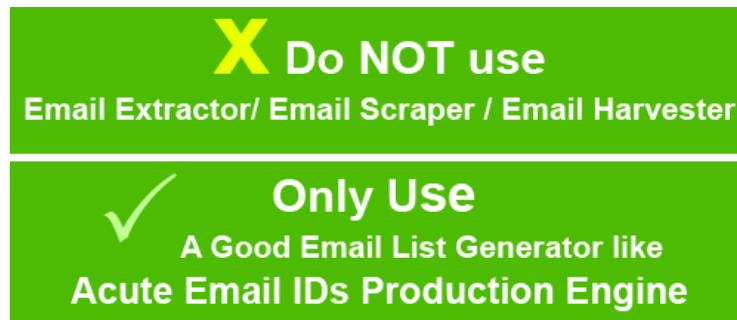 X Do NOT use
Email Extractor/ Email Scraper / Email Harvester
Only Use
A Good Email List Generator like
Acute Email IDs Production Engine